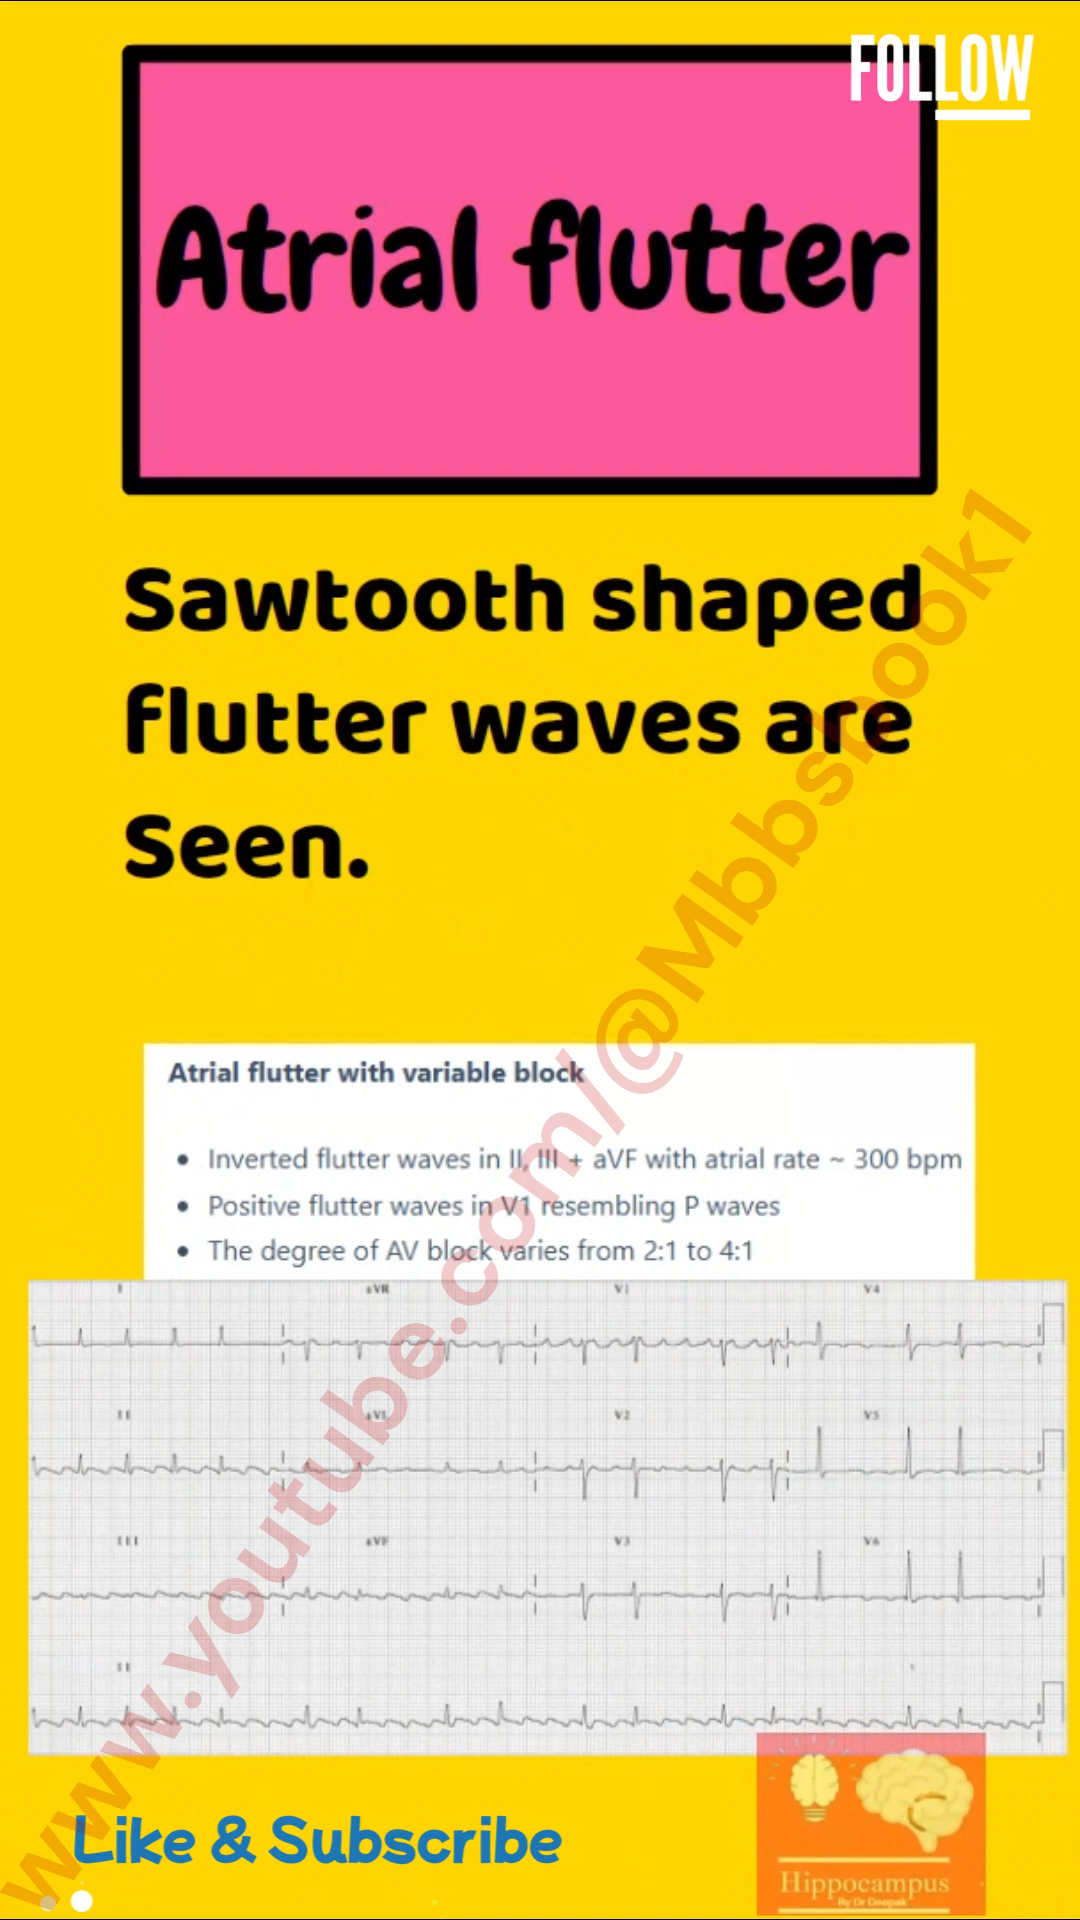 FOLLOW
Atrial flutter
Sawtooth shaped
flutter waves are
Seen.
www.youtube.com/@Mbbsbook1
Atrial flutter with variable block
• Inverted flutter waves in II, III + aVF with atrial rate ~ 300 bpm
• Positive flutter waves in V1 resembling P waves
• The degree of AV block varies from 2:1 to 4:1
I aVR V1 V4
II aVL V2 V5
III aVF V3 V6
II
Like & Subscribe
Hippocampus
By Dr Deepak